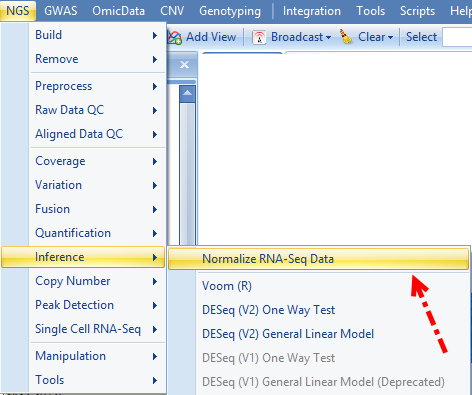 NGS GWAS OmicData CNV Genotyping Integration Tools Scripts Help
Add View Broadcast Clear Select
Build
Remove
Preprocess
Raw Data QC
Aligned Data QC
Coverage
Variation
Fusion
Quantification
Inference
Copy Number
Peak Detection
Single Cell RNA-Seq
Manipulation
Tools
Normalize RNA-Seq Data
Voom (R)
DESeq (V2) One Way Test
DESeq (V2) General Linear Model
DESeq (V1) One Way Test
DESeq (V1) General Linear Model (Deprecated)